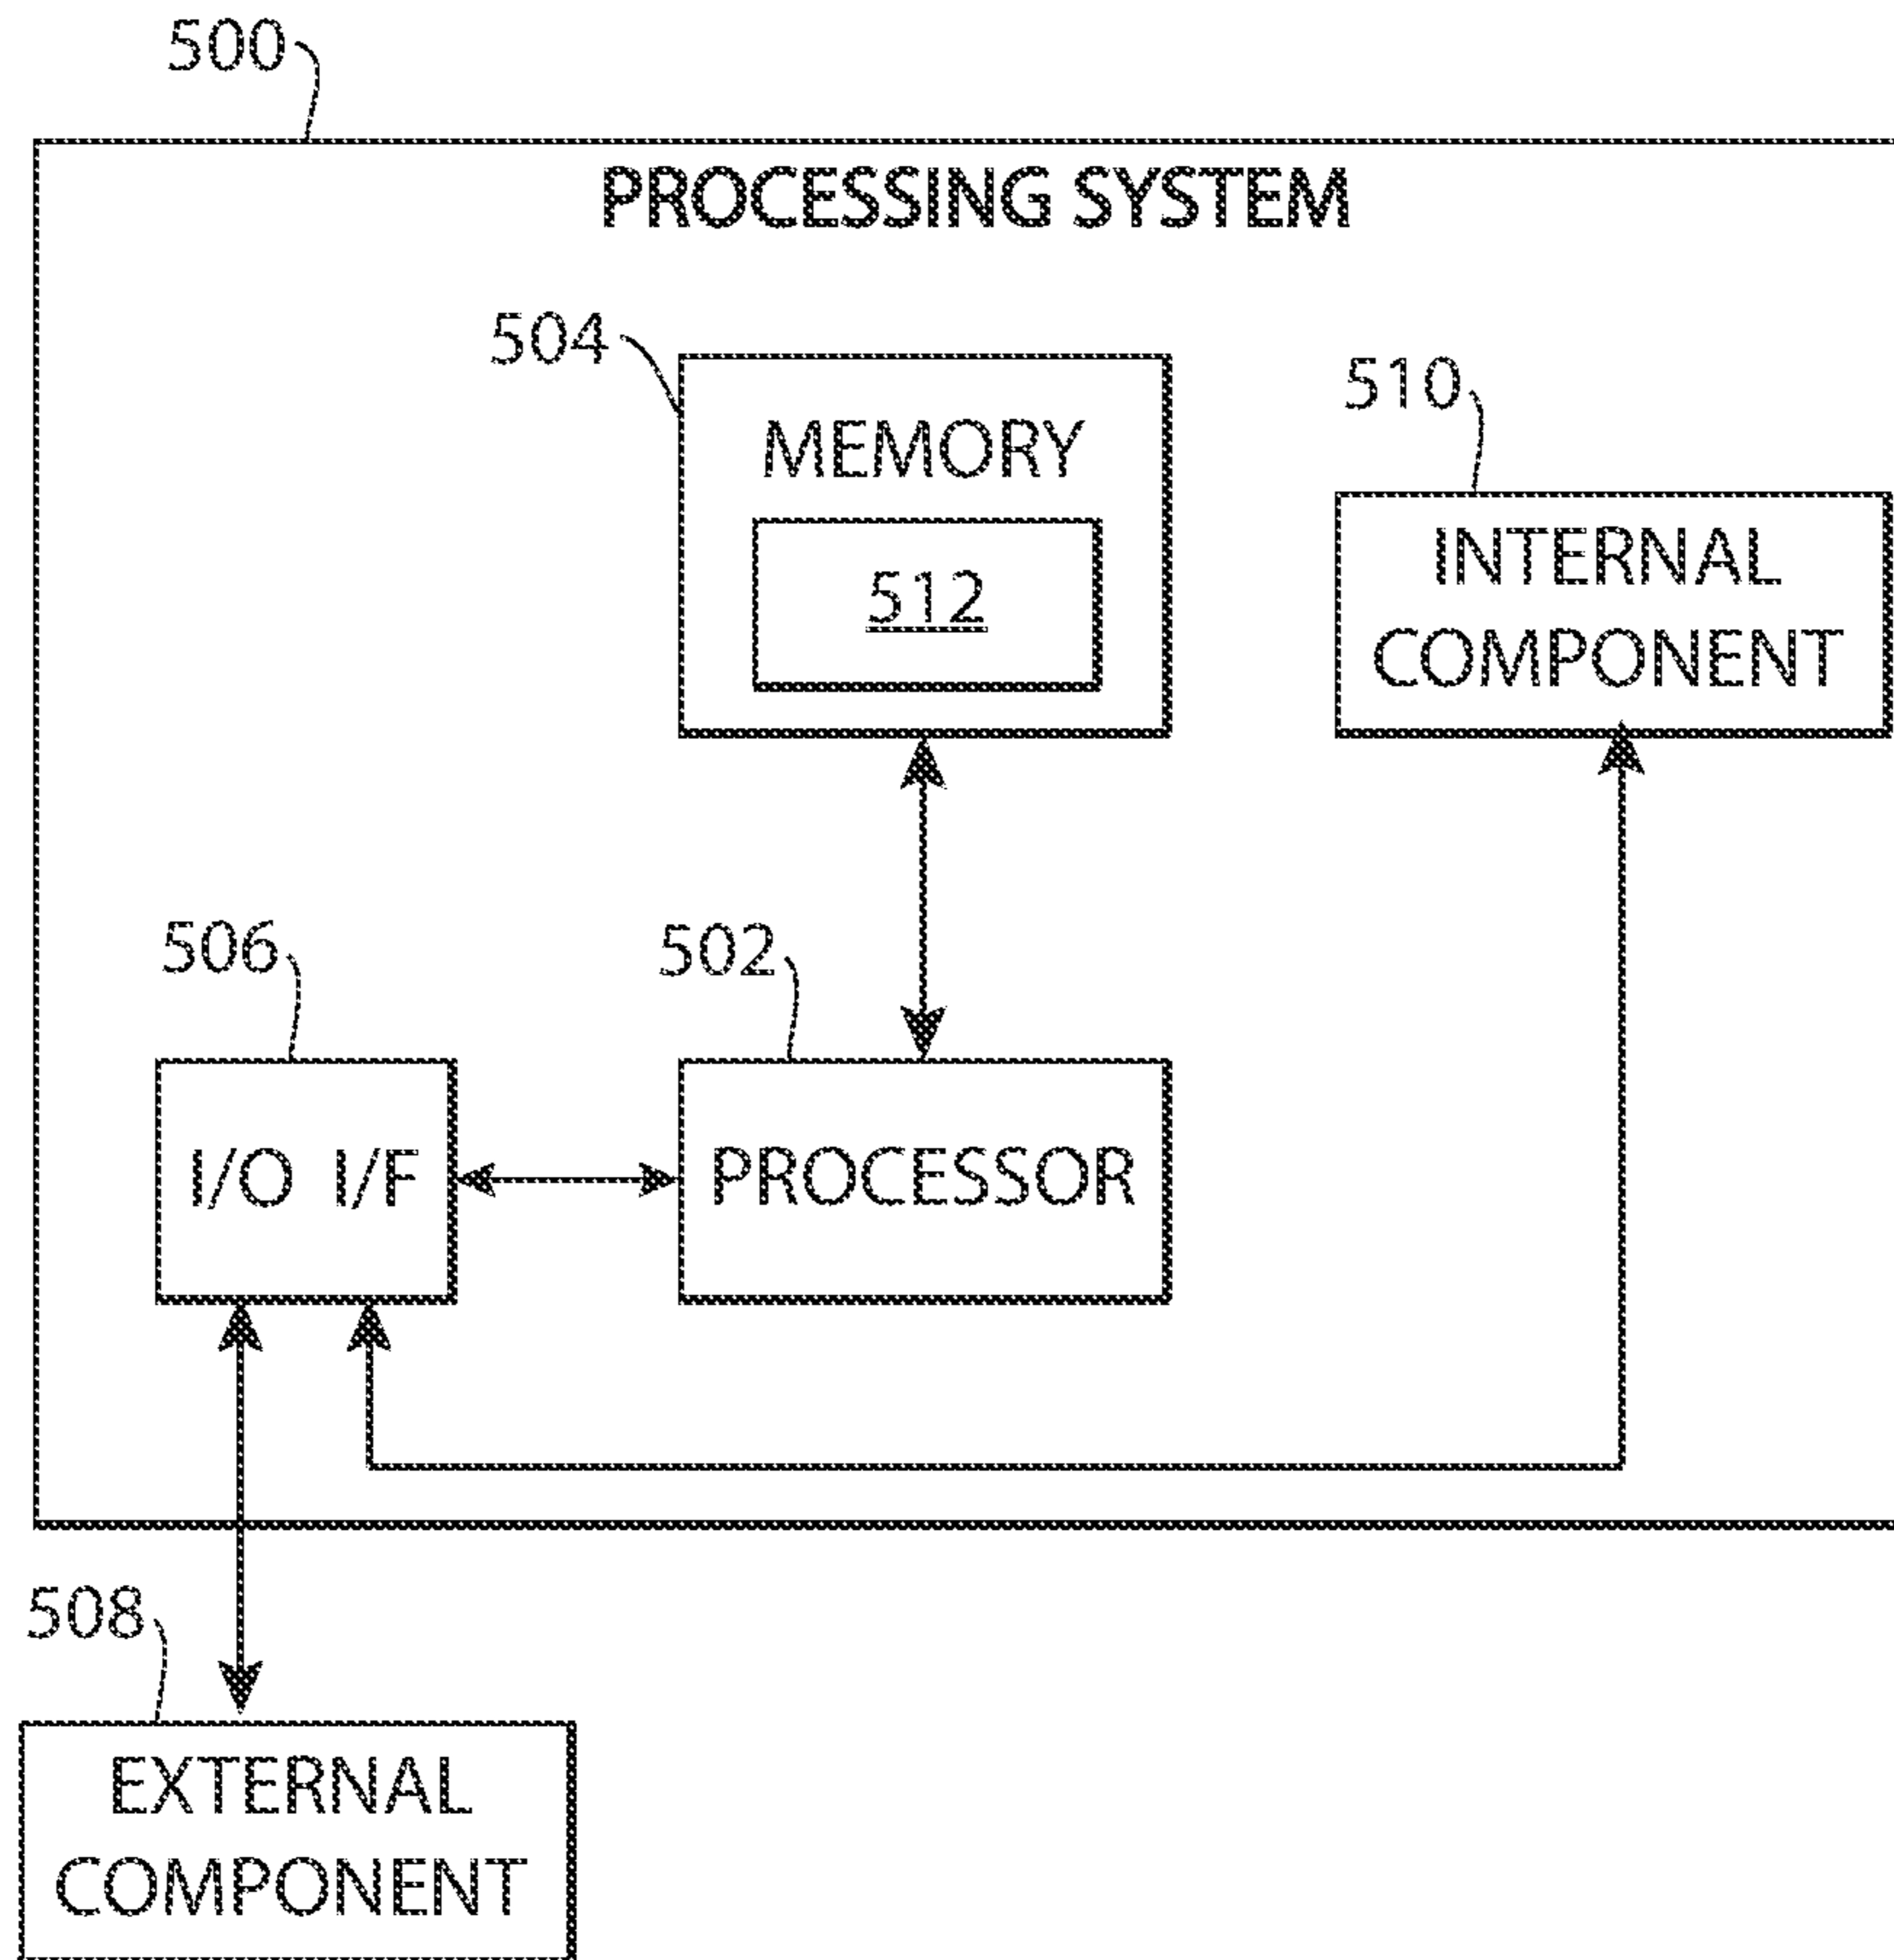 500
PROCESSING SYSTEM
504
MEMORY
512
510
INTERNAL
COMPONENT
506
I/O I/F
502
PROCESSOR
508
EXTERNAL
COMPONENT